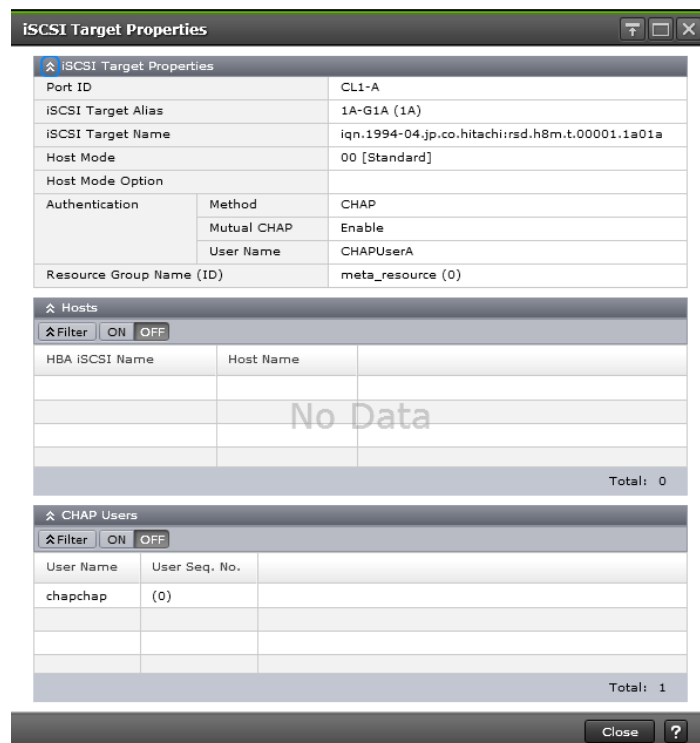 iSCSI Target Properties
iSCSI Target Properties
Port ID CL1-A
iSCSI Target Alias 1A-G1A (1A)
iSCSI Target Name iqn.1994-04.jp.co.hitachi:rsd.h8m.t.00001.1a01a
Host Mode 00 [Standard]
Host Mode Option
Authentication Method CHAP
Mutual CHAP Enable
User Name CHAPUserA
Resource Group Name (ID) meta_resource (0)
Hosts
Filter ON OFF
HBA iSCSI Name Host Name
No Data
Total: 0
CHAP Users
Filter ON OFF
User Name User Seq. No.
chapchap (0)
Total: 1
Close ?